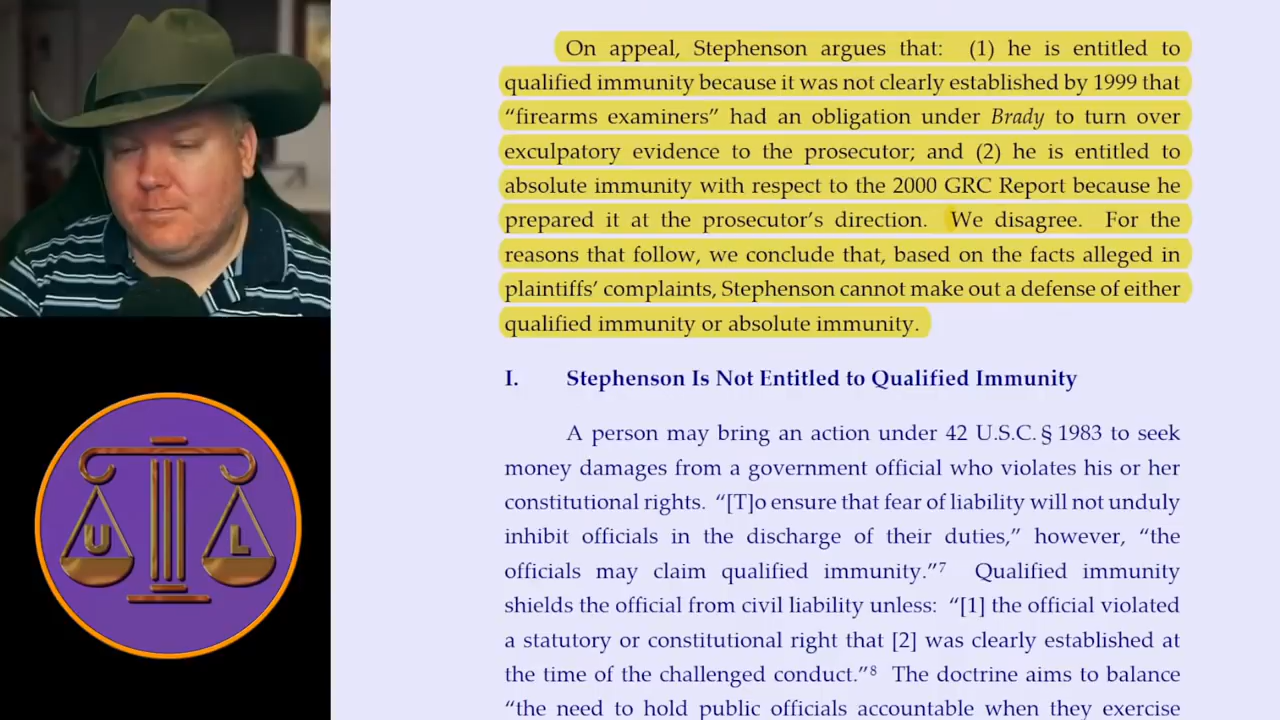 On appeal, Stephenson argues that: (1) he is entitled to
qualified immunity because it was not clearly established by 1999 that
“firearms examiners” had an obligation under Brady to turn over
exculpatory evidence to the prosecutor; and (2) he is entitled to
absolute immunity with respect to the 2000 GRC Report because he
prepared it at the prosecutor’s direction. We disagree. For the
reasons that follow, we conclude that, based on the facts alleged in
plaintiffs’ complaints, Stephenson cannot make out a defense of either
qualified immunity or absolute immunity.
I. Stephenson Is Not Entitled to Qualified Immunity
A person may bring an action under 42 U.S.C. § 1983 to seek
money damages from a government official who violates his or her
constitutional rights. “[T]o ensure that fear of liability will not unduly
inhibit officials in the discharge of their duties,” however, “the
officials may claim qualified immunity.”⁷ Qualified immunity
shields the official from civil liability unless: “[1] the official violated
a statutory or constitutional right that [2] was clearly established at
the time of the challenged conduct.”⁸ The doctrine aims to balance
“the need to hold public officials accountable when they exercise
U L